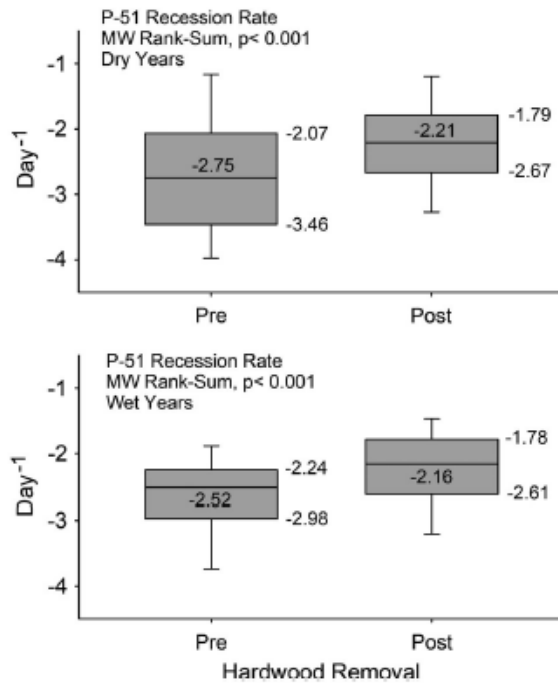 P-51 Recession Rate
MW Rank-Sum, p< 0.001
Dry Years
-1
-2
-3
-4
Day-1
-2.07
-2.75
-3.46
-1.79
-2.21
-2.67
Pre
Post
P-51 Recession Rate
MW Rank-Sum, p< 0.001
Wet Years
-1
-2
-3
-4
Day-1
-2.24
-2.52
-2.98
-1.78
-2.16
-2.61
Pre
Post
Hardwood Removal